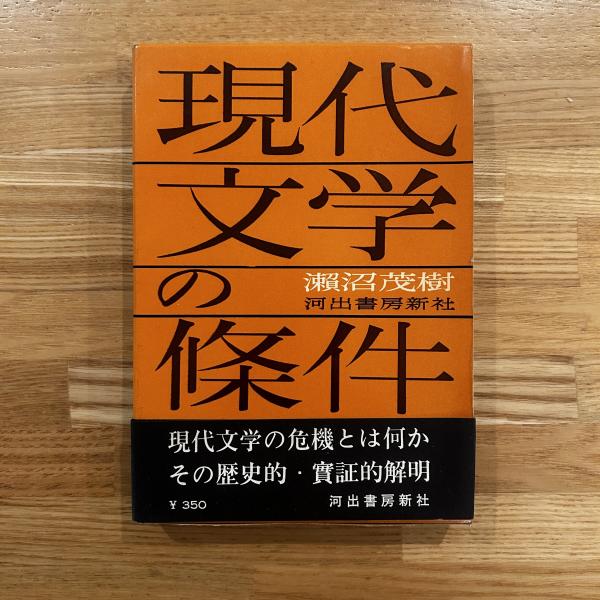 現代
文学
の
瀬沼茂樹
河出書房新社
條件
現代文学の危機とは何か
その歴史的・實証的解明
¥ 350
河出書房新社